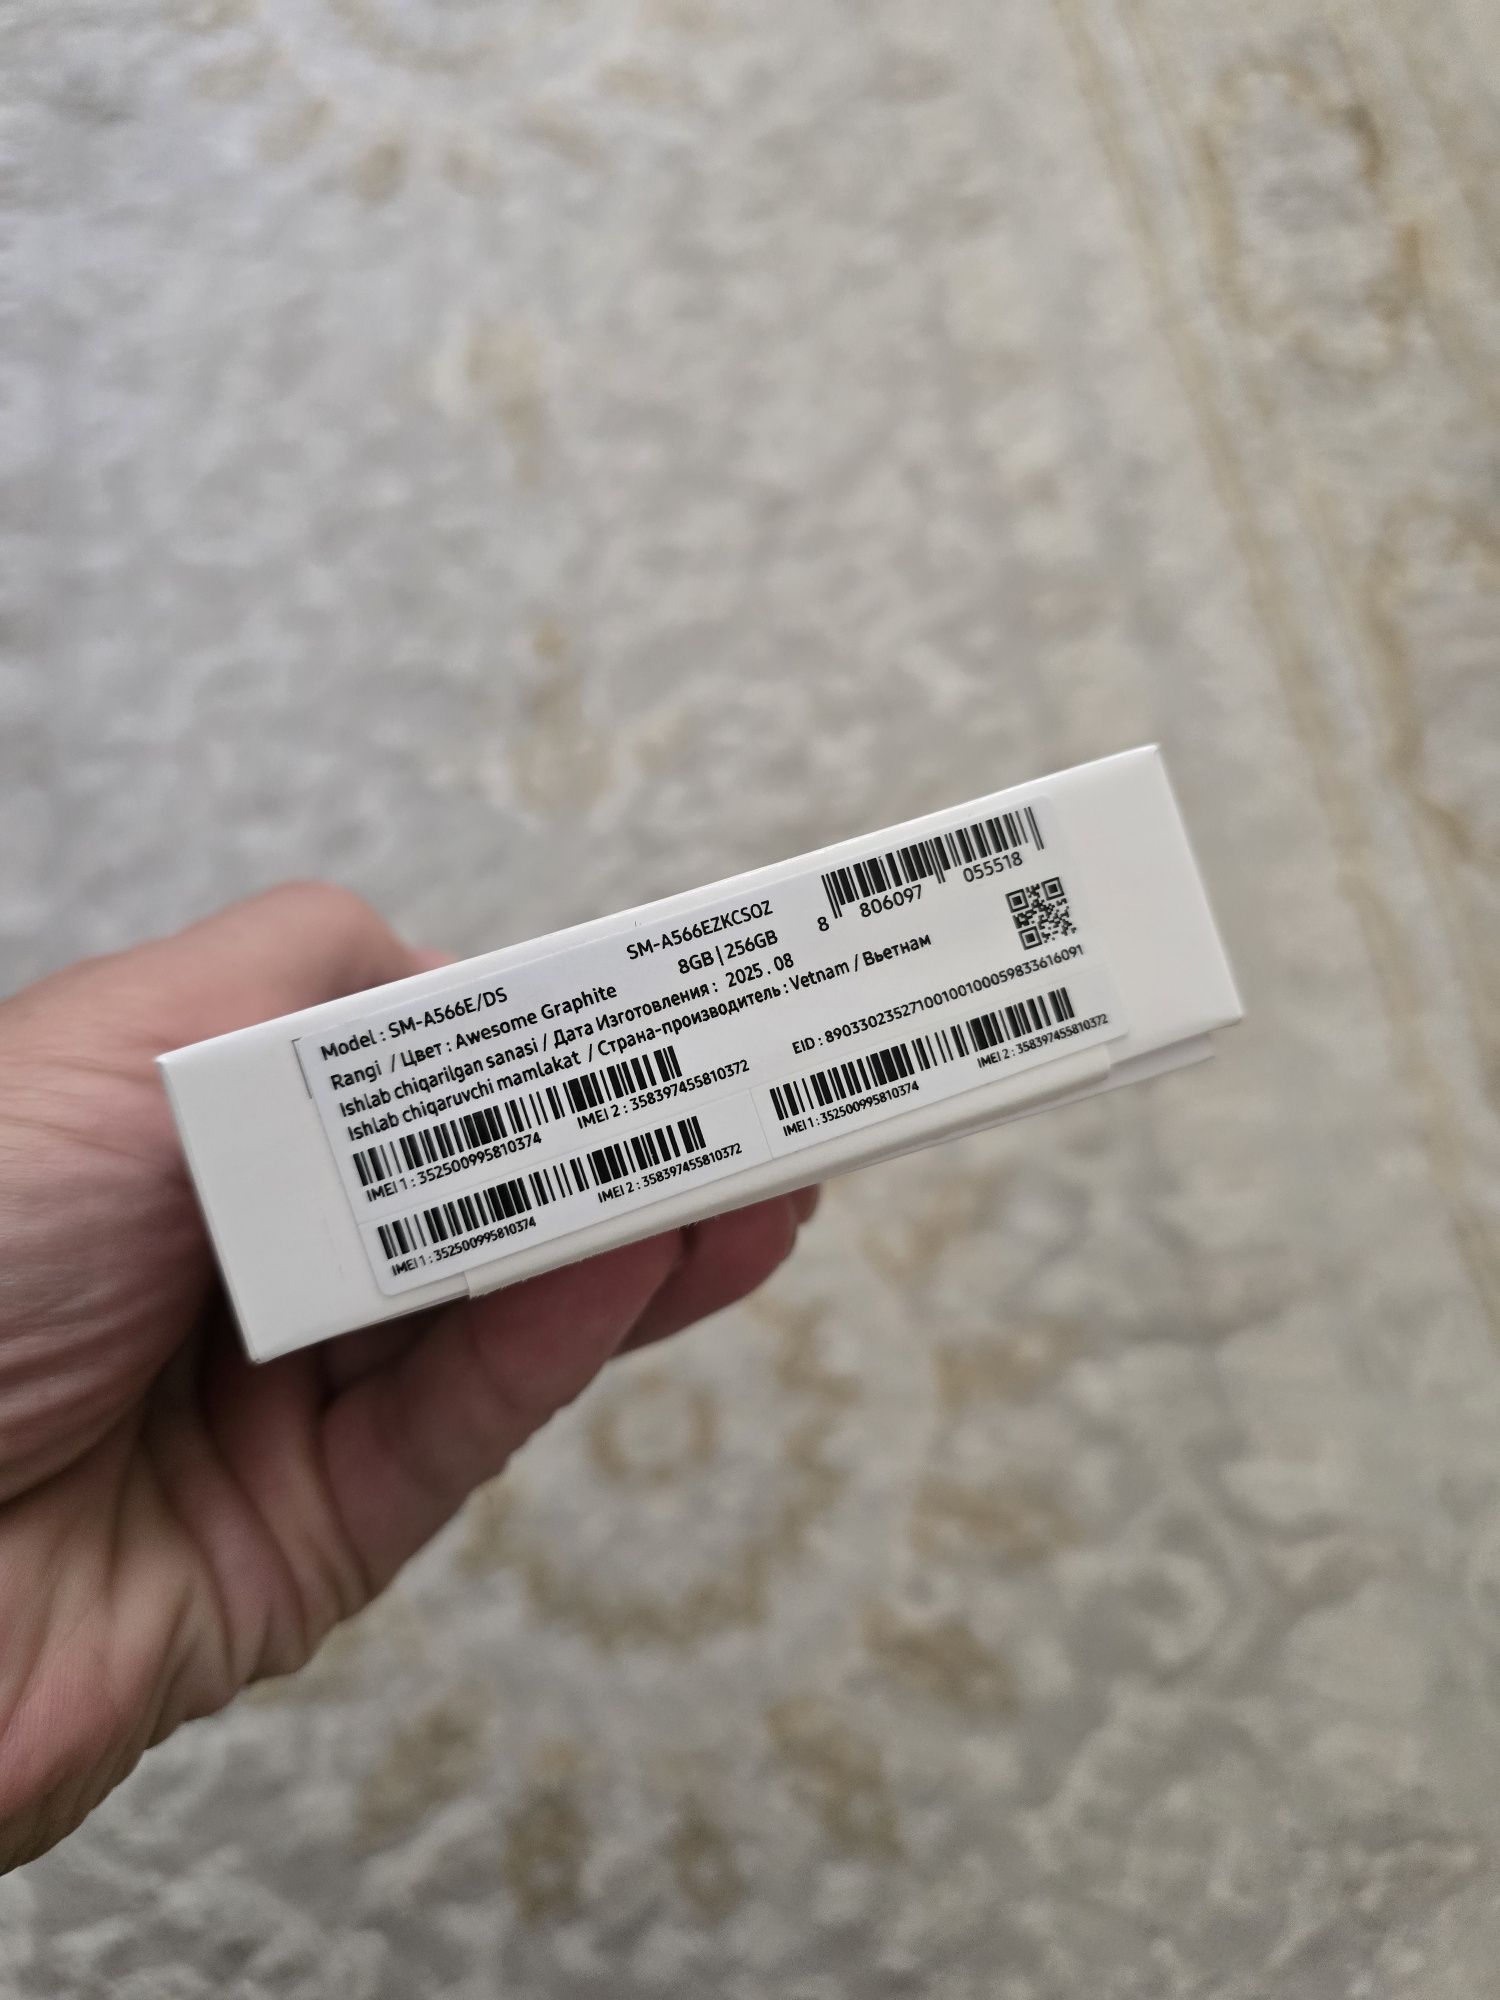 Model : SM-A566E/DS SM-A566EZKCSOZ
Rangi / Цвет : Awesome Graphite 8GB | 256GB
Ishlab chiqarilgan sanasi / Дата Изготовления : 2025 . 08
Ishlab chiqaruvchi mamlakat / Страна-производитель : Vetnam / Вьетнам
8 806097 055518
IMEI 1 : 352500995810374 IMEI 2 : 358397455810372
EID : 89033023527100100100059833616091
IMEI 1 : 352500995810374 IMEI 2 : 358397455810372
IMEI 1 : 352500995810374 IMEI 2 : 358397455810372